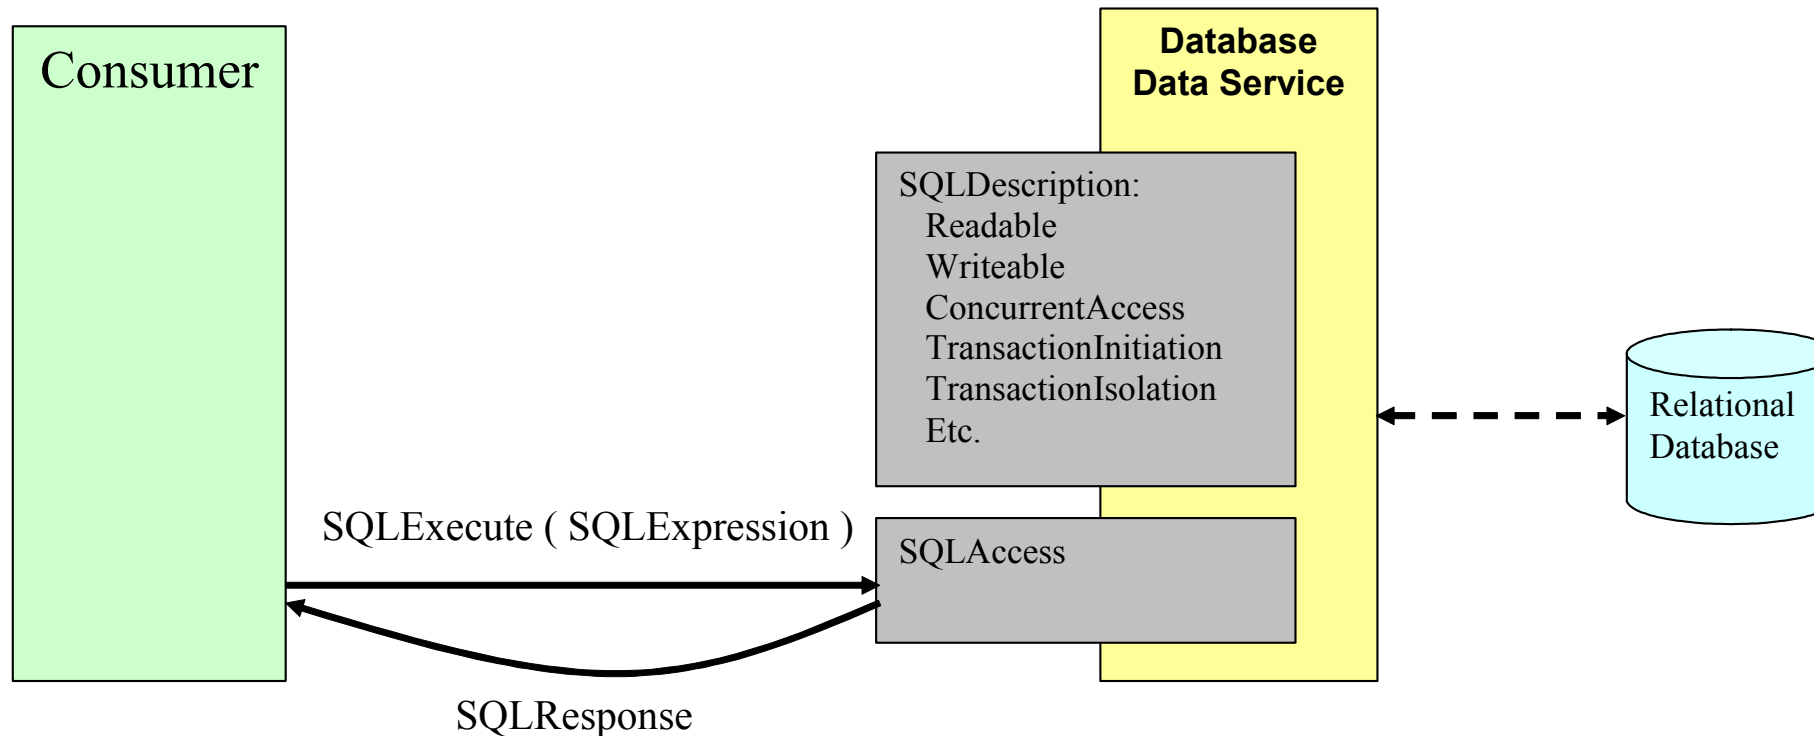 Consumer
Database
Data Service
SQLDescription:
Readable
Writeable
ConcurrentAccess
TransactionInitiation
TransactionIsolation
Etc.
Relational
Database
SQLExecute ( SQLExpression )
SQLAccess
SQLResponse